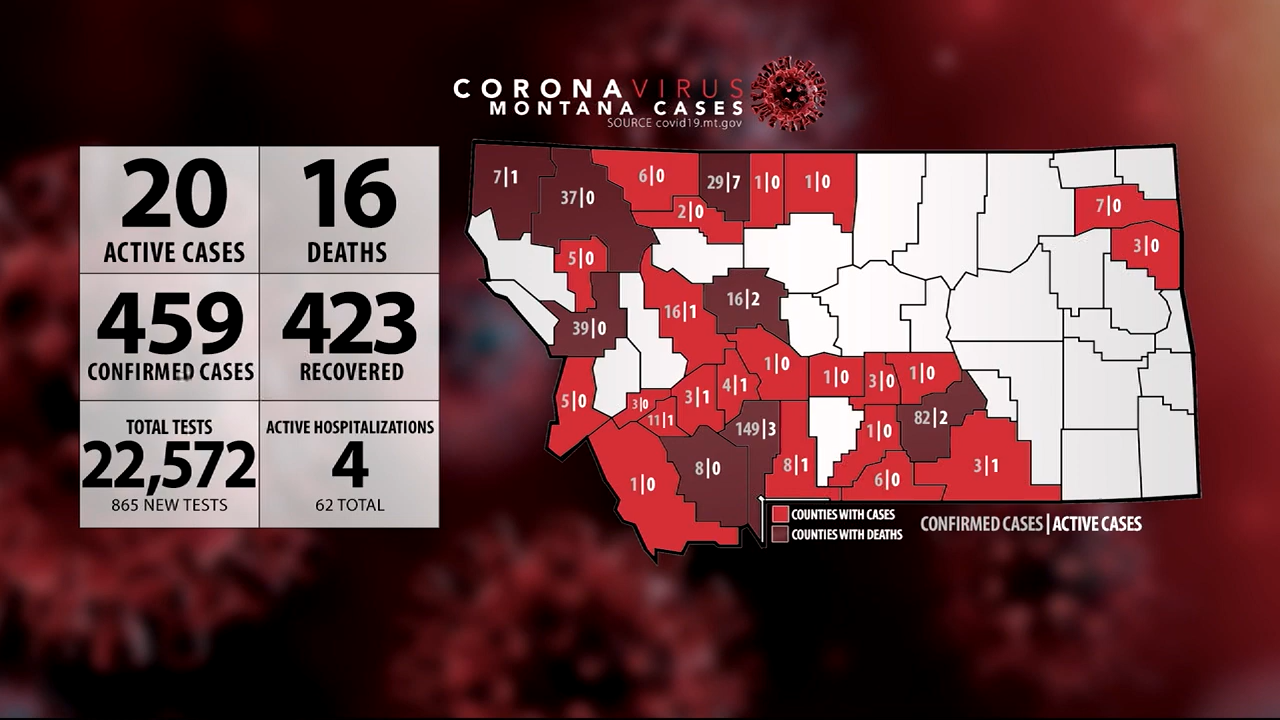 CORONAVIRUS
MONTANA CASES
SOURCE covid19.mt.gov
20
ACTIVE CASES
16
DEATHS
459
CONFIRMED CASES
423
RECOVERED
TOTAL TESTS
22,572
865 NEW TESTS
ACTIVE HOSPITALIZATIONS
4
62 TOTAL
7|1
37|0
6|0
2|0
29|7
1|0
1|0
7|0
3|0
5|0
39|0
16|1
16|2
5|0
3|0
11|1
3|1
4|1
1|0
1|0
3|0
1|0
149|3
82|2
1|0
8|0
8|1
6|0
3|1
1|0
COUNTIES WITH CASES
COUNTIES WITH DEATHS
CONFIRMED CASES | ACTIVE CASES